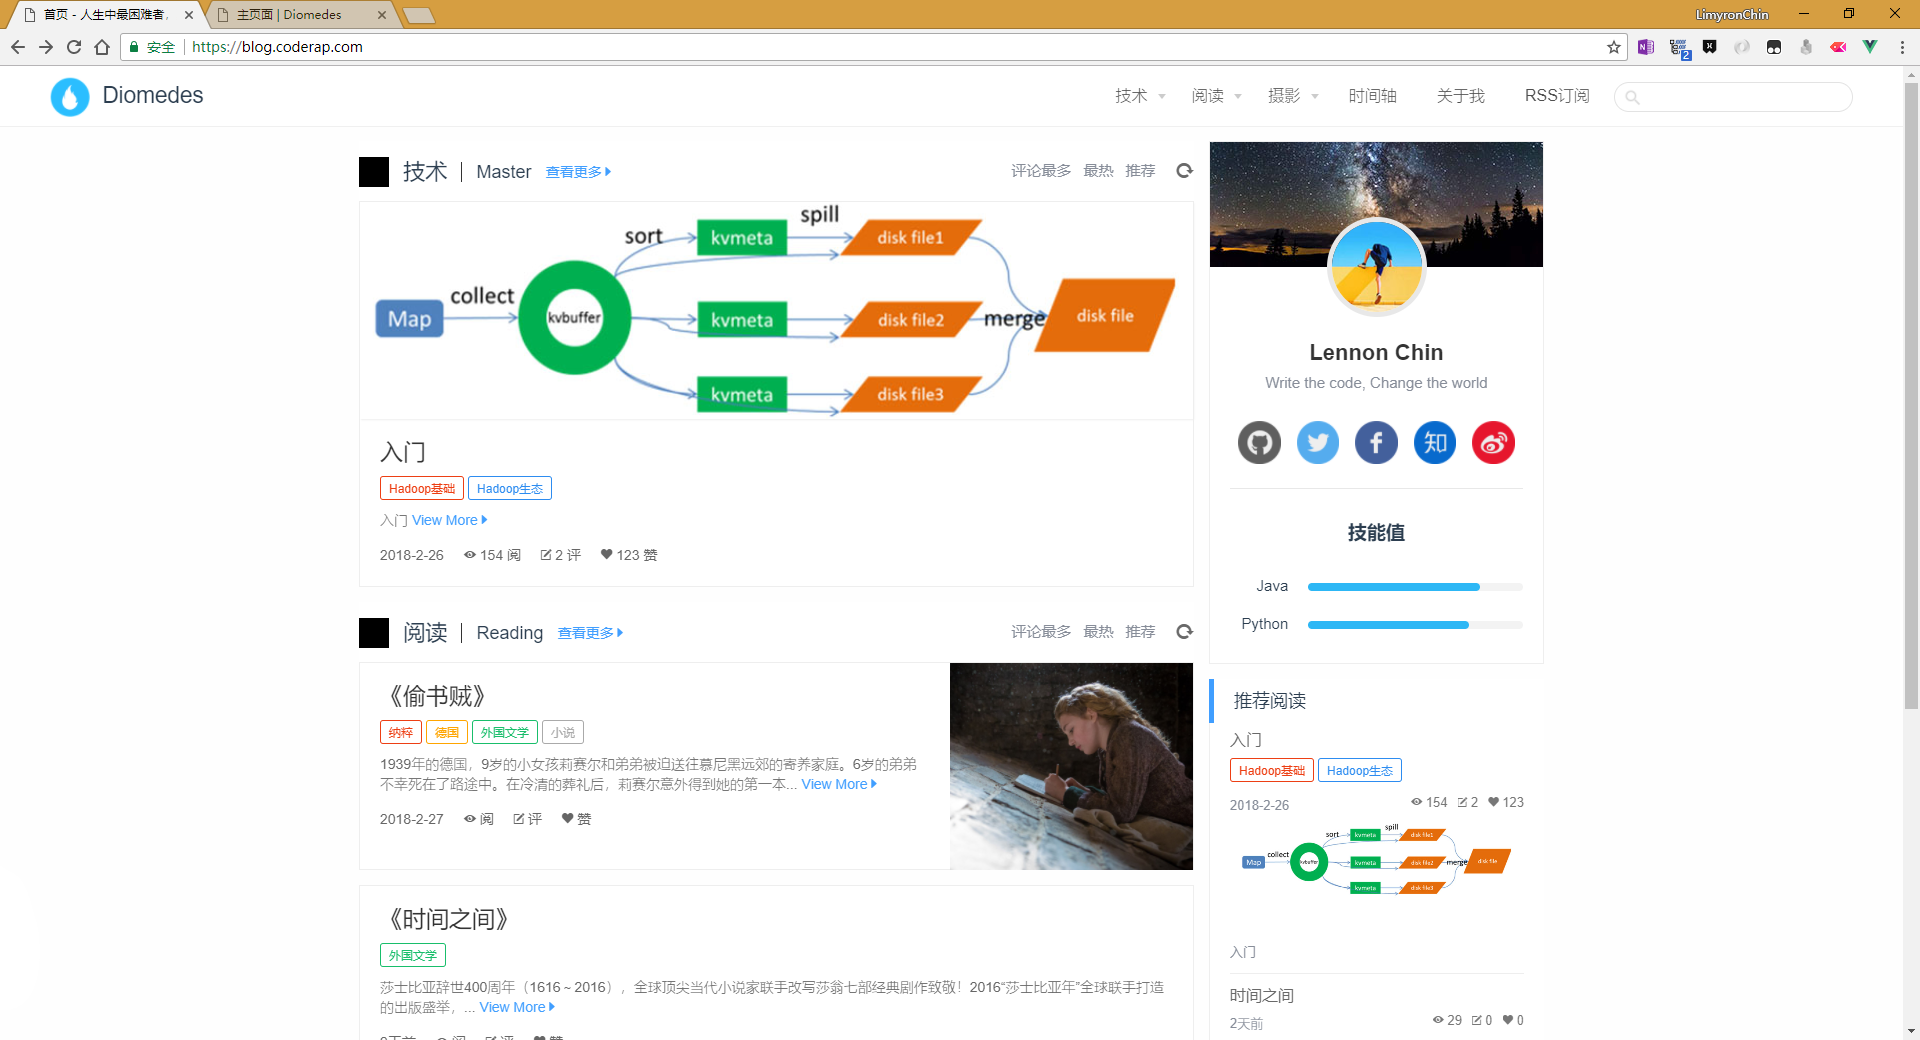 首页 - 人生中最困难者,
主页面 | Diomedes
LimyronChin
安全 https://blog.coderap.com
2
Diomedes
技术
阅读
摄影
时间轴
关于我
RSS订阅
技术 | Master 查看更多
评论最多 最热 推荐
spill
sort
kvmeta
disk file1
collect
Map
kvbuffer
kvmeta
disk file2
merge
disk file
kvmeta
disk file3
入门
Hadoop基础 Hadoop生态
入门 View More
2018-2-26 154 阅 2 评 123 赞
阅读 | Reading 查看更多
评论最多 最热 推荐
《偷书贼》
纳粹 德国 外国文学 小说
1939年的德国，9岁的小女孩莉赛尔和弟弟被迫送往慕尼黑远郊的寄养家庭。6岁的弟弟
不幸死在了路途中。在冷清的葬礼后，莉赛尔意外得到她的第一本... View More
2018-2-27 阅 评 赞
《时间之间》
外国文学
莎士比亚辞世400周年（1616 ~ 2016），全球顶尖当代小说家联手改写莎翁七部经典剧作致敬！2016“莎士比亚年”全球联手打造
的出版盛举，... View More
Lennon Chin
Write the code, Change the world
知
技能值
Java
Python
推荐阅读
入门
Hadoop基础 Hadoop生态
2018-2-26 154 2 123
spill
sort
kvmeta
disk file1
collect
Map
kvbuffer
kvmeta
disk file2
merge
disk file
kvmeta
disk file3
入门
时间之间
2天前 29 0 0